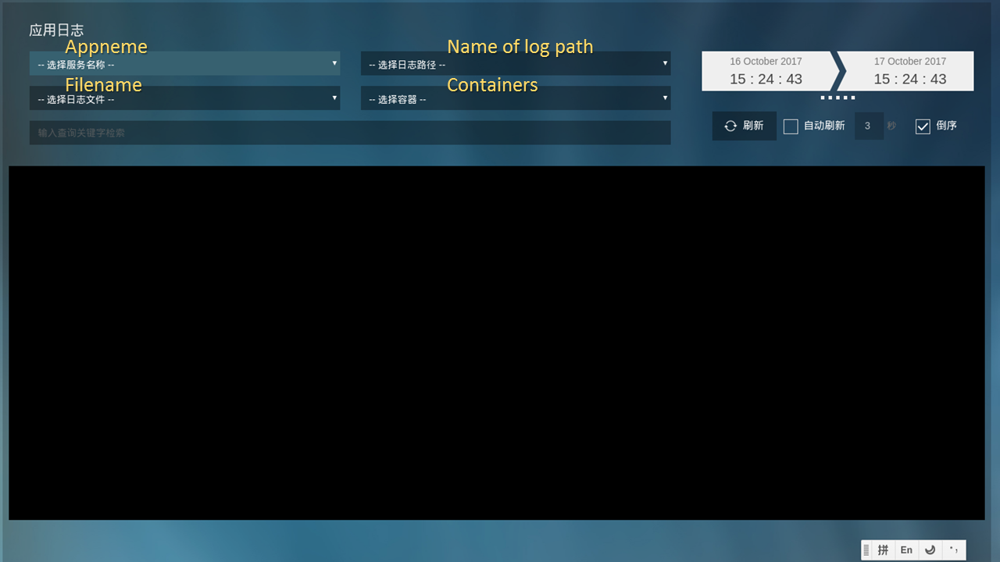 应用日志
Appneme
Name of log path
-- 选择服务名称 --
-- 选择日志路径 --
Filename
Containers
-- 选择日志文件 --
-- 选择容器 --
输入查询关键字检索
16 October 2017
17 October 2017
15 : 24 : 43
15 : 24 : 43
刷新
自动刷新
3
秒
倒序
拼
En